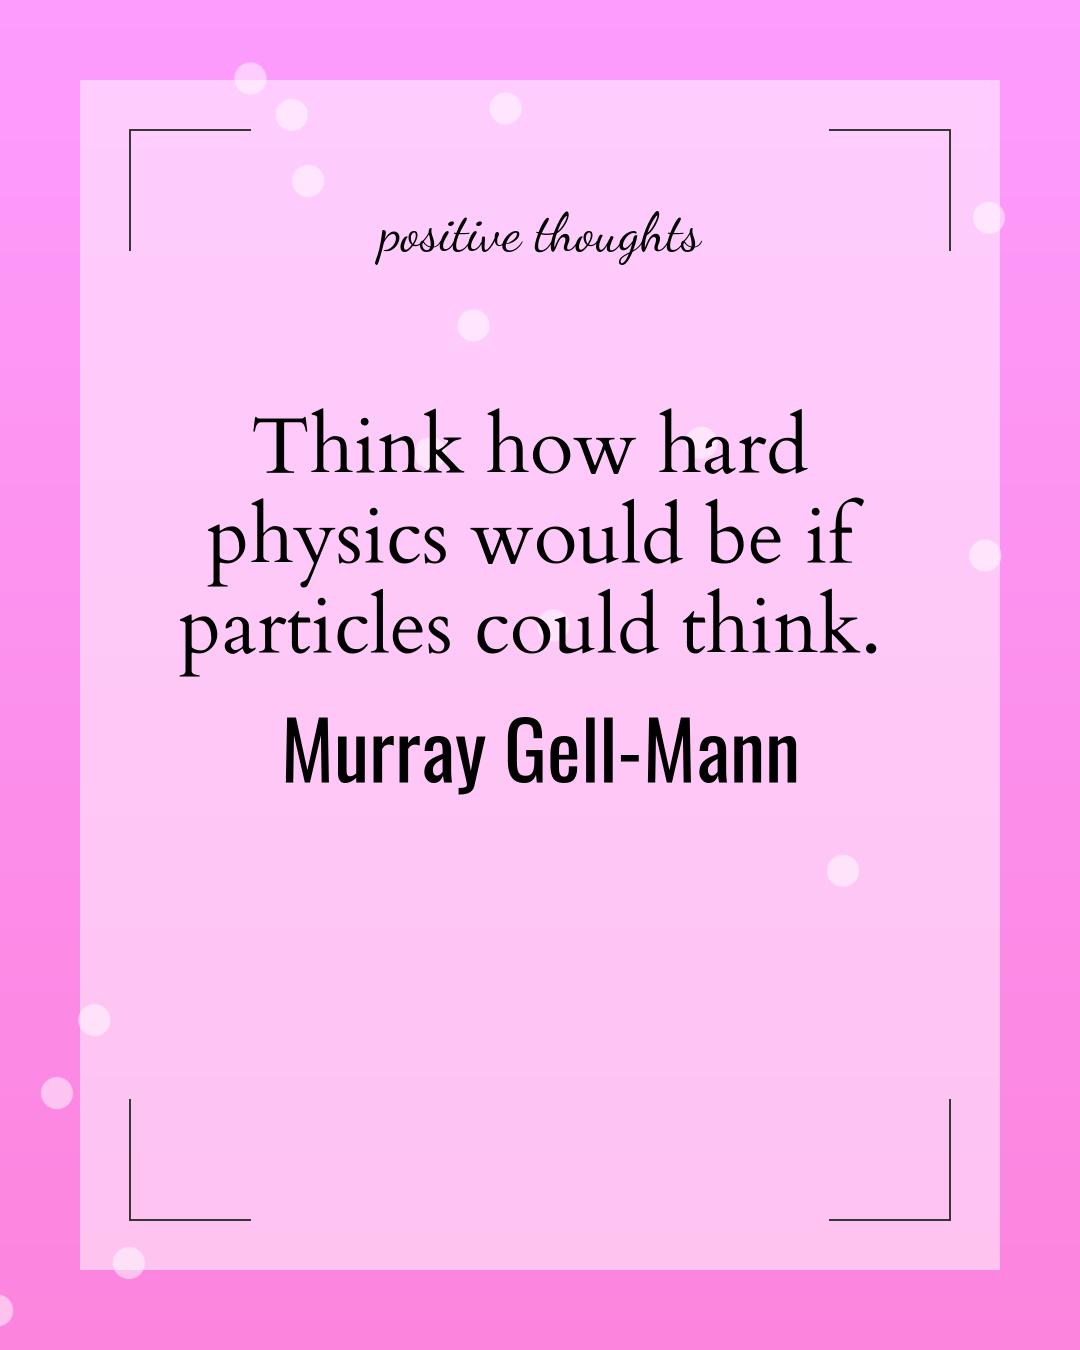 positive thoughts
Think how hard
physics would be if
particles could think.
Murray Gell-Mann